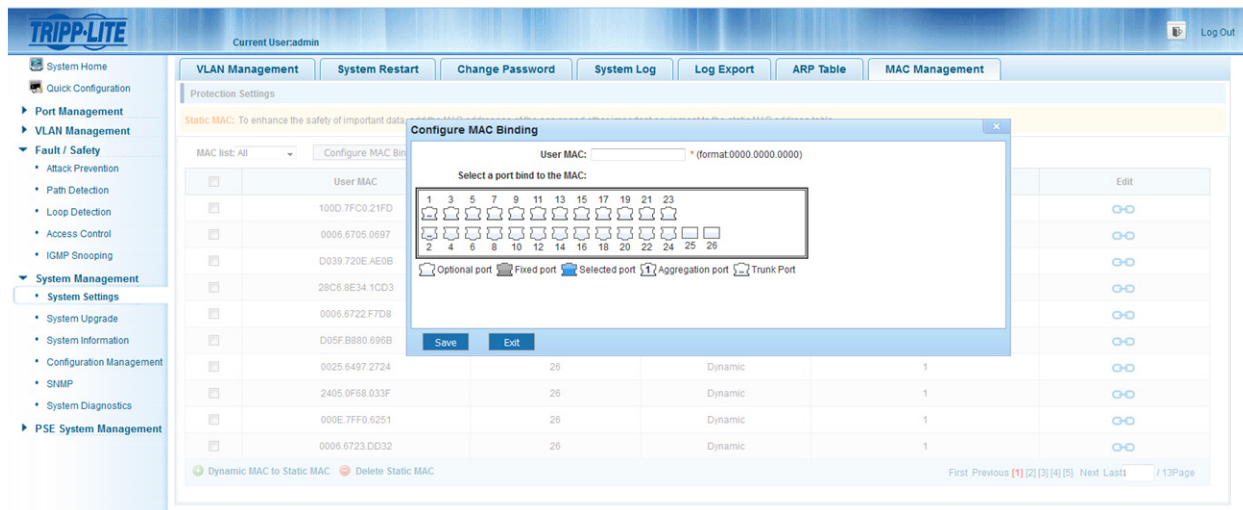 TRIPP·LITE
Current User:admin
Log Out
System Home
Quick Configuration
Port Management
VLAN Management
Fault / Safety
Attack Prevention
Path Detection
Loop Detection
Access Control
IGMP Snooping
System Management
System Settings
System Upgrade
System Information
Configuration Management
SNMP
System Diagnostics
PSE System Management
VLAN Management System Restart Change Password System Log Log Export ARP Table MAC Management
Protection Settings
Static MAC: To enhance the safety of important data,
MAC list: All Configure MAC Bin
User MAC Edit
100D.7FC0.21FD
0006.6705.0697
D039.720E.AE0B
28C6.8E34.1CD3
0006.6722.F7D8
D05F.B880.696B
0025.6497.2724 26 Dynamic 1
2405.0F68.033F 26 Dynamic 1
000E.7FF0.6251 26 Dynamic 1
0006.6723.DD32 26 Dynamic 1
Dynamic MAC to Static MAC Delete Static MAC
First Previous [1] [2] [3] [4] [5] Next Last 1 / 13Page
Configure MAC Binding x
User MAC: * (format:0000.0000.0000)
Select a port bind to the MAC:
1 3 5 7 9 11 13 15 17 19 21 23
2 4 6 8 10 12 14 16 18 20 22 24 25 26
Optional port Fixed port Selected port 1 Aggregation port Trunk Port
Save Exit